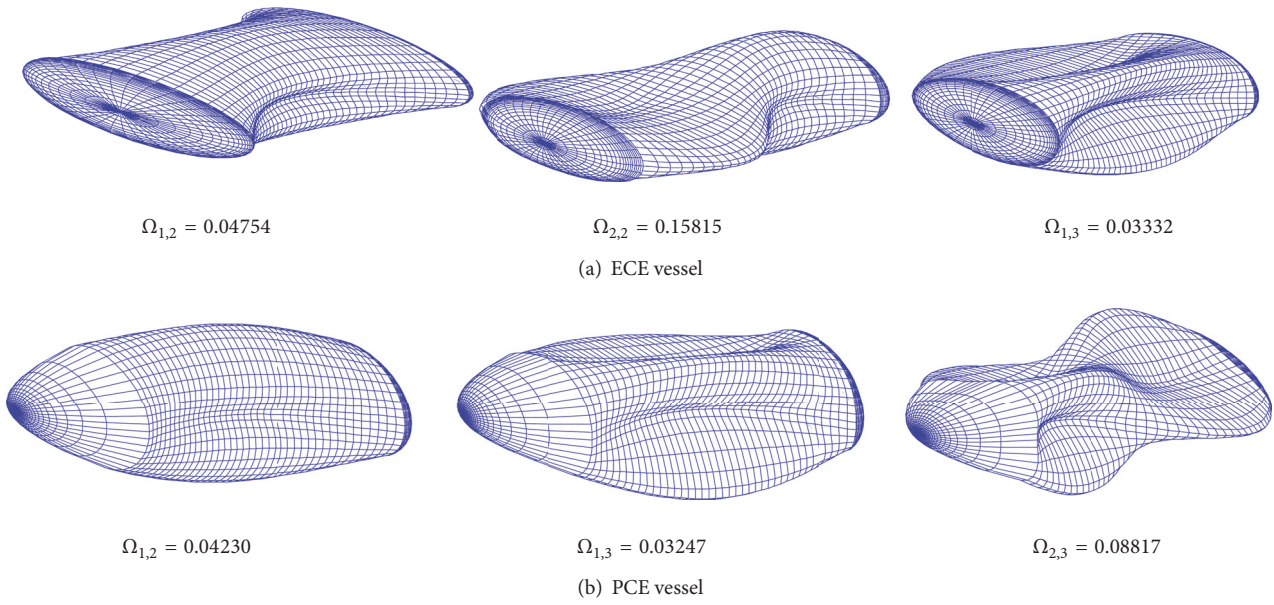 Ω1,2 = 0.04754
Ω2,2 = 0.15815
Ω1,3 = 0.03332
(a) ECE vessel
Ω1,2 = 0.04230
Ω1,3 = 0.03247
Ω2,3 = 0.08817
(b) PCE vessel